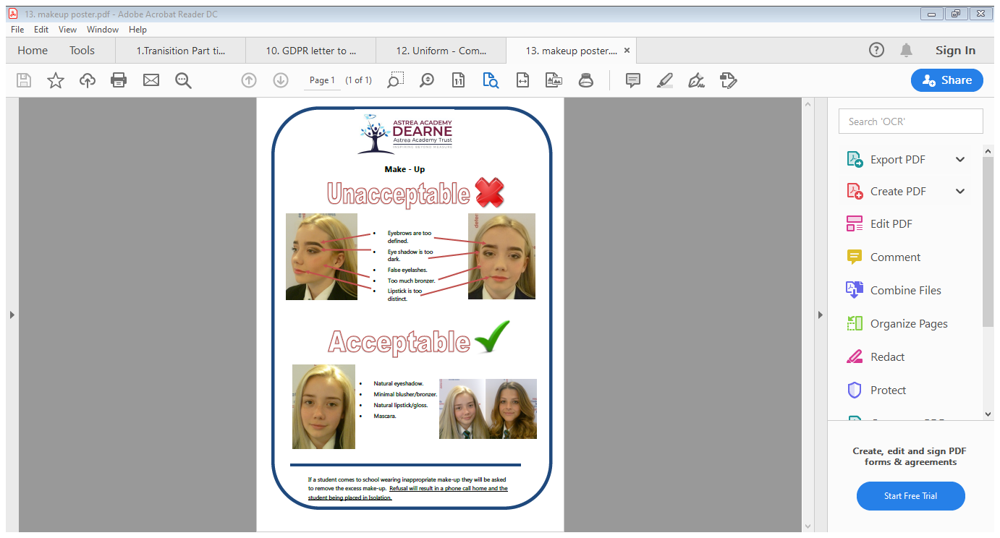 13. makeup poster.pdf - Adobe Acrobat Reader DC
File Edit View Window Help
Home Tools 1.Tranisition Part ti... 10. GDPR letter to ... 12. Uniform - Com... 13. makeup poster.... × Sign In
Page 1 (1 of 1) Share
ASTREA ACADEMY
DEARNE
Astrea Academy Trust
INSPIRING BEYOND MEASURE
Make - Up
Unacceptable
• Eyebrows are too
defined.
• Eye shadow is too
dark.
• False eyelashes.
• Too much bronzer.
• Lipstick is too
distinct.
Acceptable
• Natural eyeshadow.
• Minimal blusher/bronzer.
• Natural lipstick/gloss.
• Mascara.
If a student comes to school wearing inappropriate make-up they will be asked
to remove the excess make-up. Refusal will result in a phone call home and the
student being placed in Isolation.
Search 'OCR'
Export PDF
Create PDF
Edit PDF
Comment
Combine Files
Organize Pages
Redact
Protect
Create, edit and sign PDF
forms & agreements
Start Free Trial